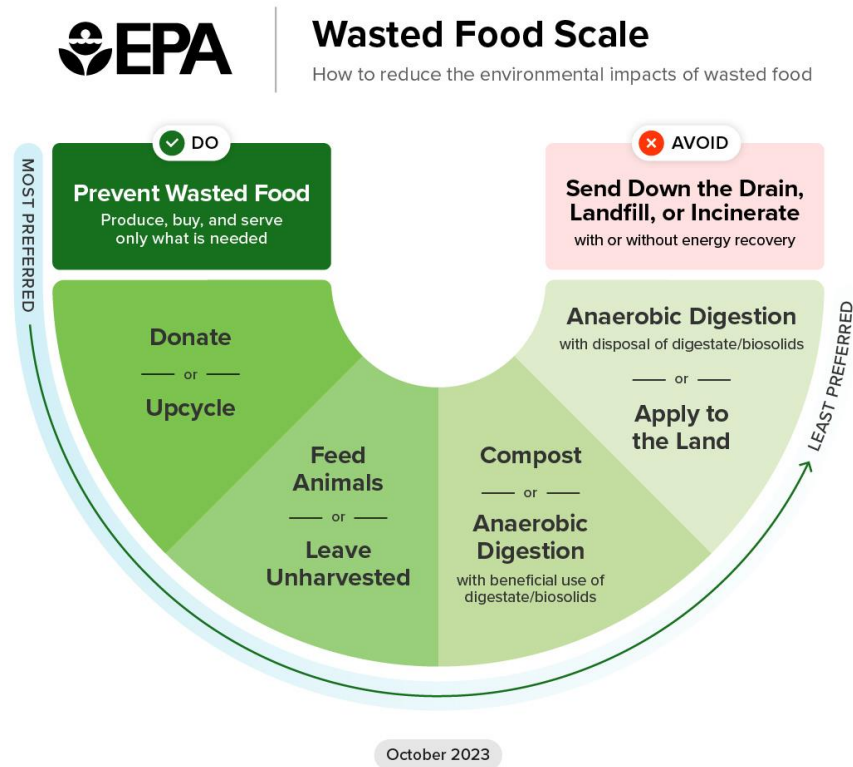 EPA
Wasted Food Scale
How to reduce the environmental impacts of wasted food
DO
Prevent Wasted Food
Produce, buy, and serve
only what is needed
AVOID
Send Down the Drain,
Landfill, or Incinerate
with or without energy recovery
MOST PREFERRED
Donate
or
Upcycle
Feed
Animals
or
Leave
Unharvested
Compost
or
Anaerobic
Digestion
with beneficial use of
digestate/biosolids
Anaerobic Digestion
with disposal of digestate/biosolids
or
Apply to
the Land
LEAST PREFERRED
October 2023